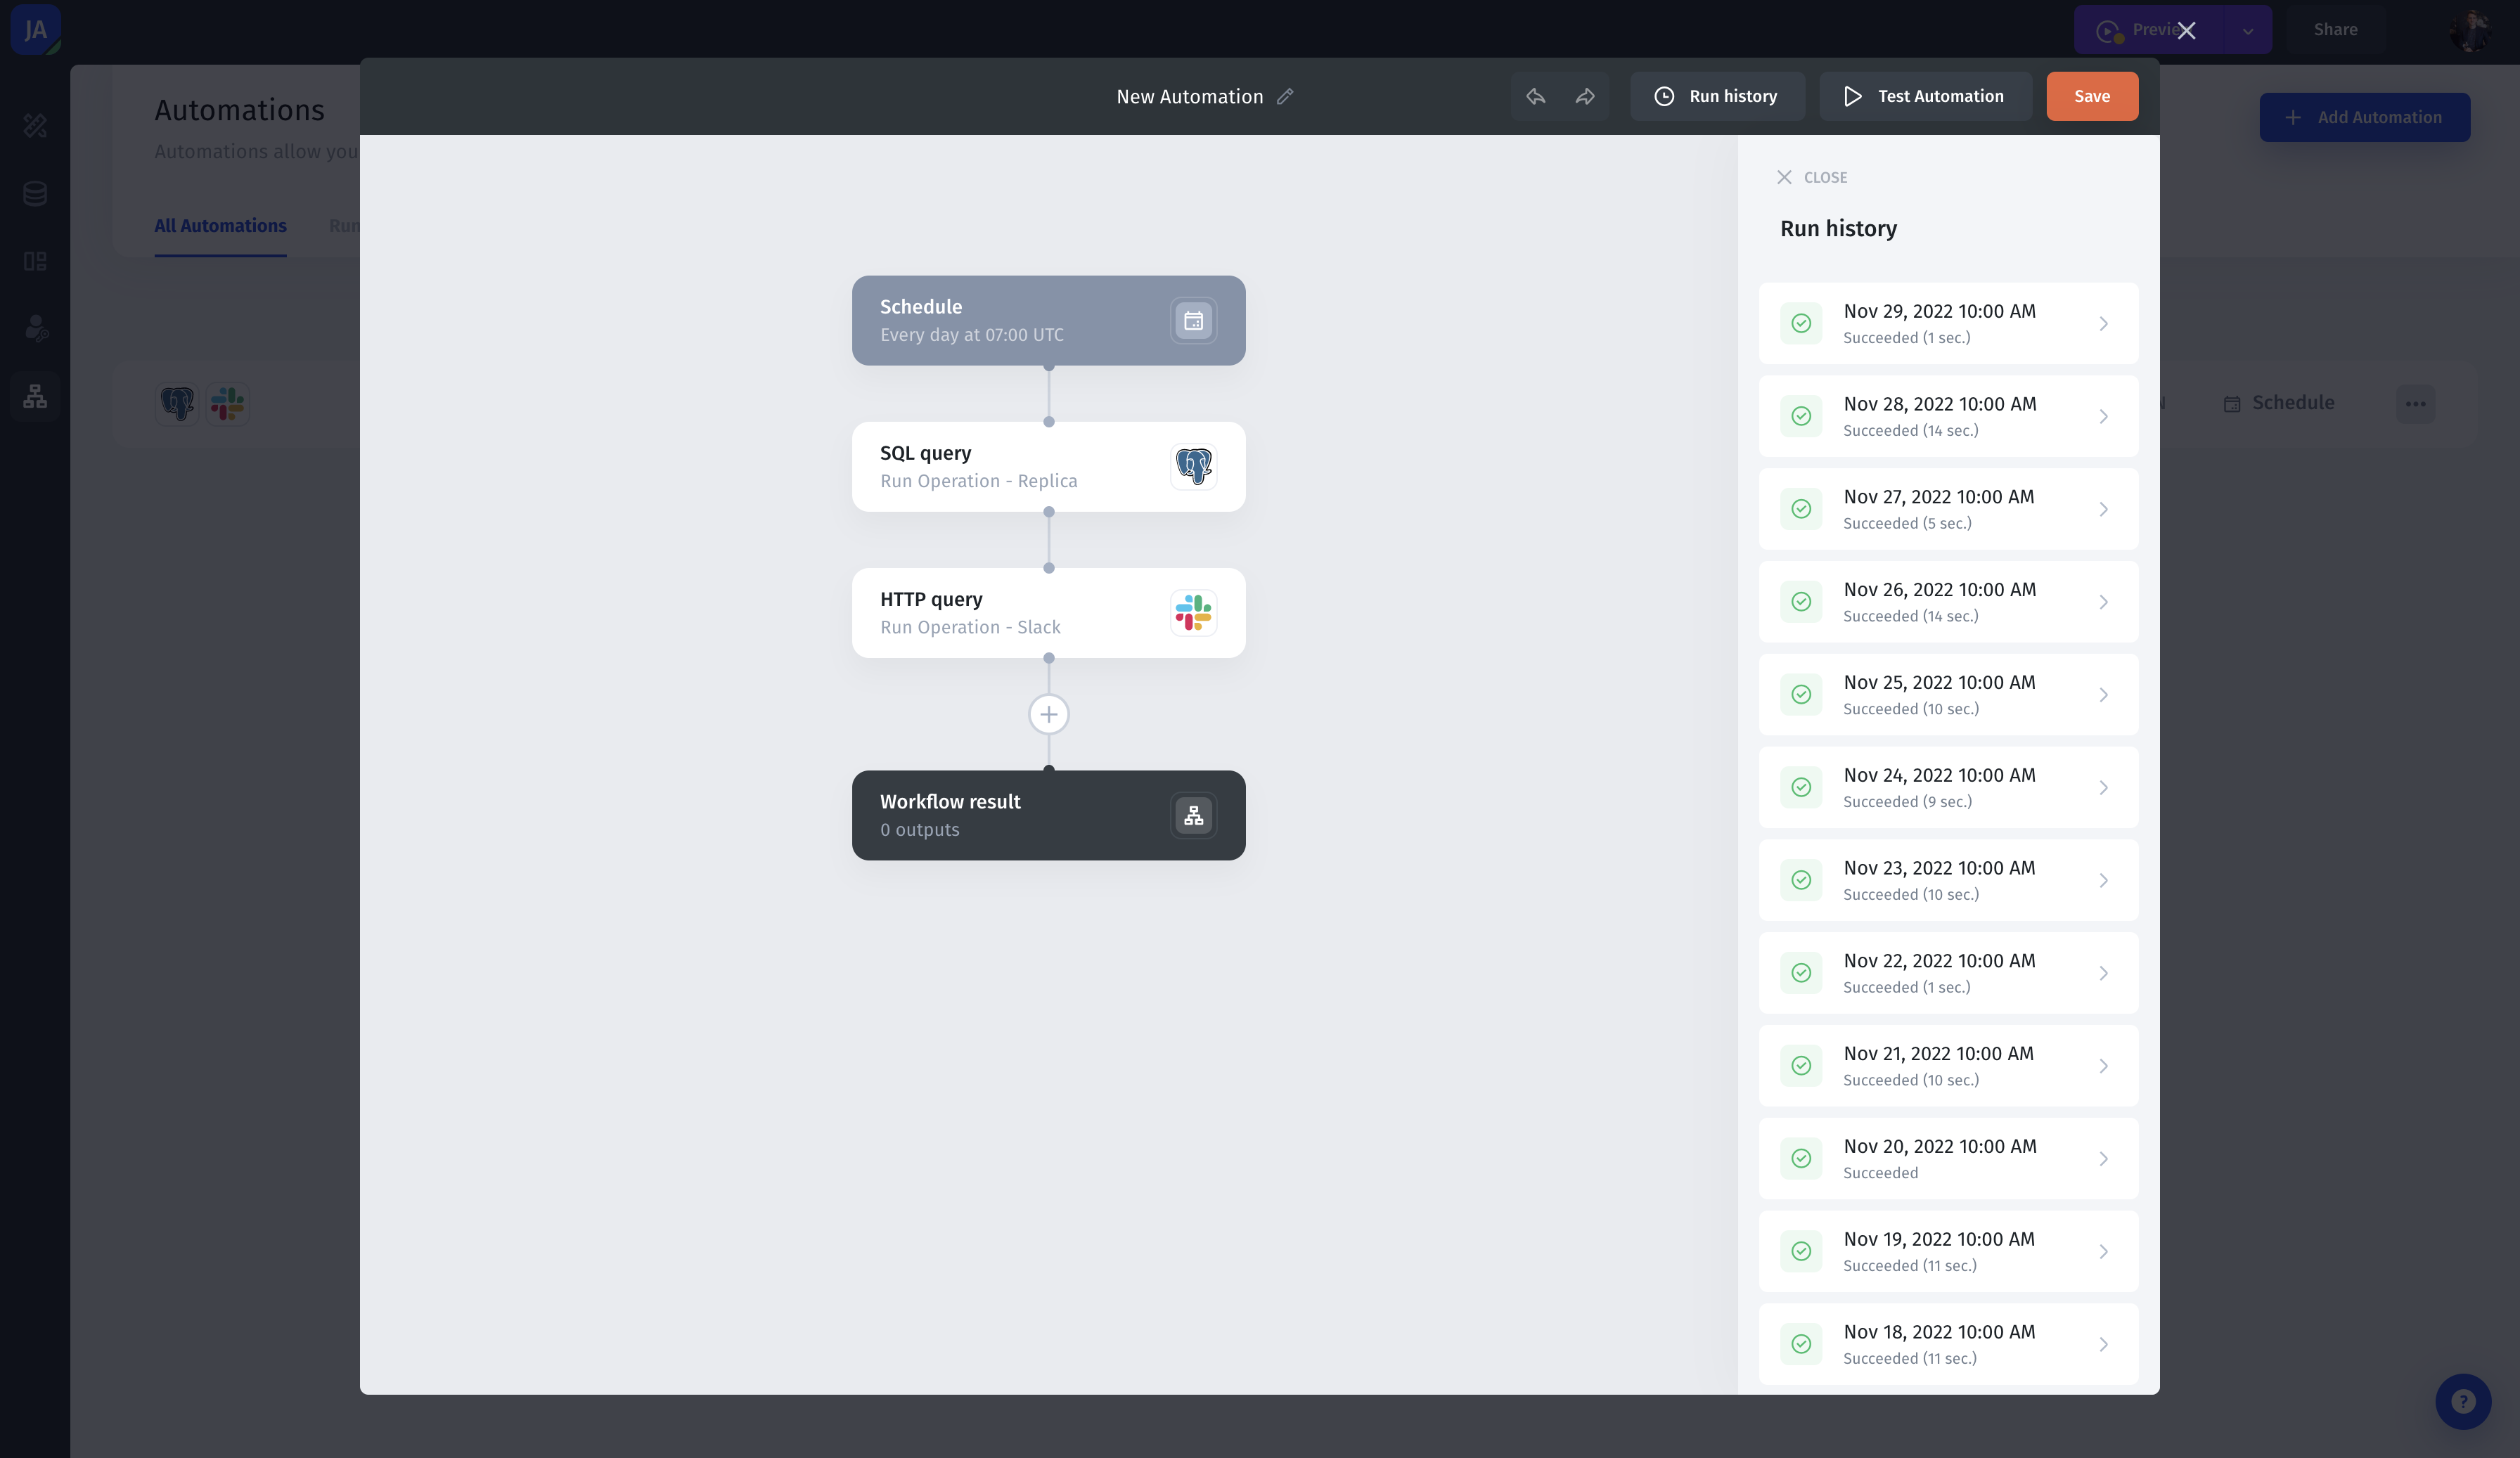 JA
Preview
Share
Automations
Automations allow you
All Automations
Run
Add Automation
Schedule
New Automation
Run history
Test Automation
Save
Schedule
Every day at 07:00 UTC
SQL query
Run Operation - Replica
HTTP query
Run Operation - Slack
Workflow result
0 outputs
CLOSE
Run history
Nov 29, 2022 10:00 AM
Succeeded (1 sec.)
Nov 28, 2022 10:00 AM
Succeeded (14 sec.)
Nov 27, 2022 10:00 AM
Succeeded (5 sec.)
Nov 26, 2022 10:00 AM
Succeeded (14 sec.)
Nov 25, 2022 10:00 AM
Succeeded (10 sec.)
Nov 24, 2022 10:00 AM
Succeeded (9 sec.)
Nov 23, 2022 10:00 AM
Succeeded (10 sec.)
Nov 22, 2022 10:00 AM
Succeeded (1 sec.)
Nov 21, 2022 10:00 AM
Succeeded (10 sec.)
Nov 20, 2022 10:00 AM
Succeeded
Nov 19, 2022 10:00 AM
Succeeded (11 sec.)
Nov 18, 2022 10:00 AM
Succeeded (11 sec.)